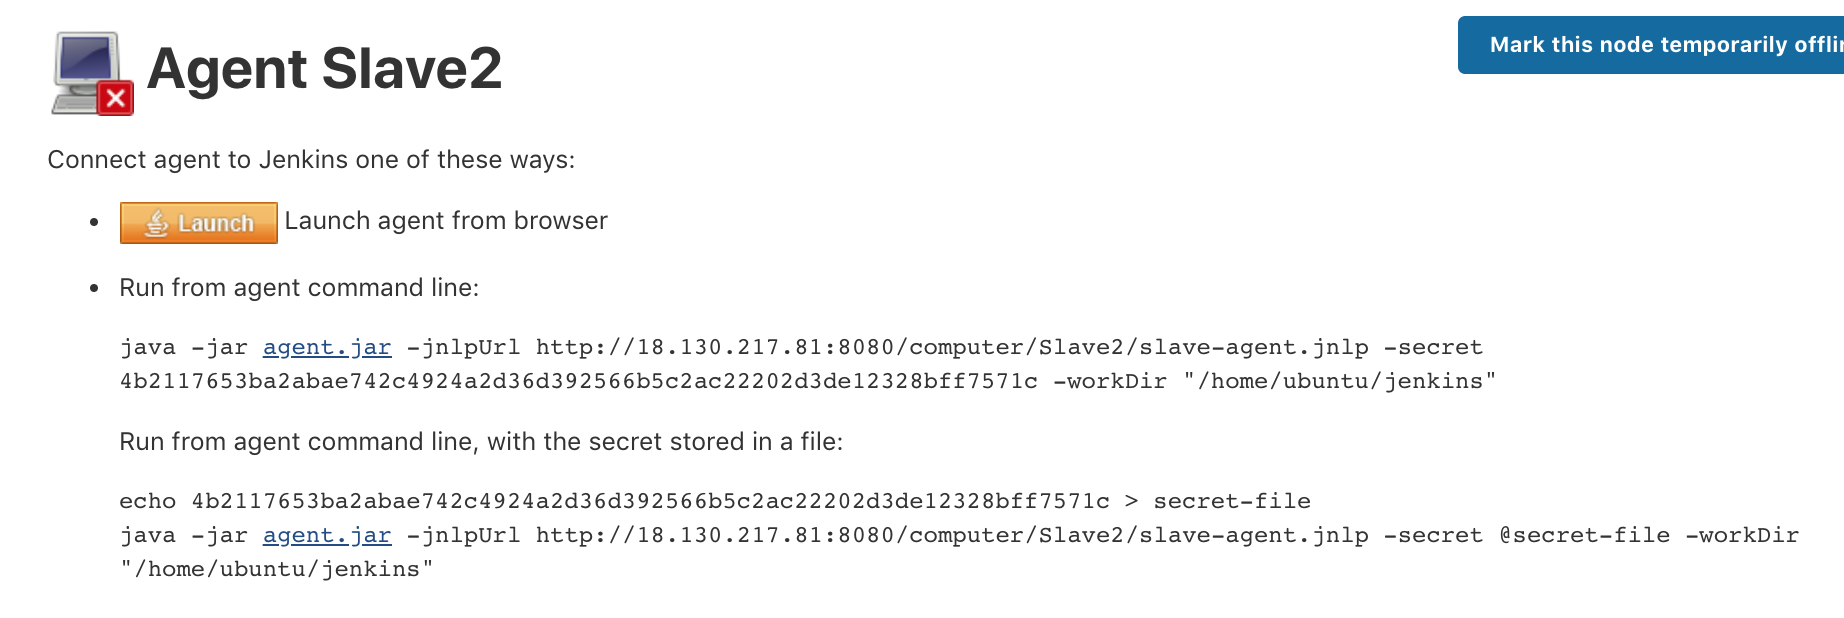 Agent Slave2
Mark this node temporarily offli
Connect agent to Jenkins one of these ways:
Launch Launch agent from browser
Run from agent command line:
java -jar agent.jar -jnlpUrl http://18.130.217.81:8080/computer/Slave2/slave-agent.jnlp -secret
4b2117653ba2abae742c4924a2d36d392566b5c2ac22202d3de12328bff7571c -workDir "/home/ubuntu/jenkins"
Run from agent command line, with the secret stored in a file:
echo 4b2117653ba2abae742c4924a2d36d392566b5c2ac22202d3de12328bff7571c > secret-file
java -jar agent.jar -jnlpUrl http://18.130.217.81:8080/computer/Slave2/slave-agent.jnlp -secret @secret-file -workDir
"/home/ubuntu/jenkins"